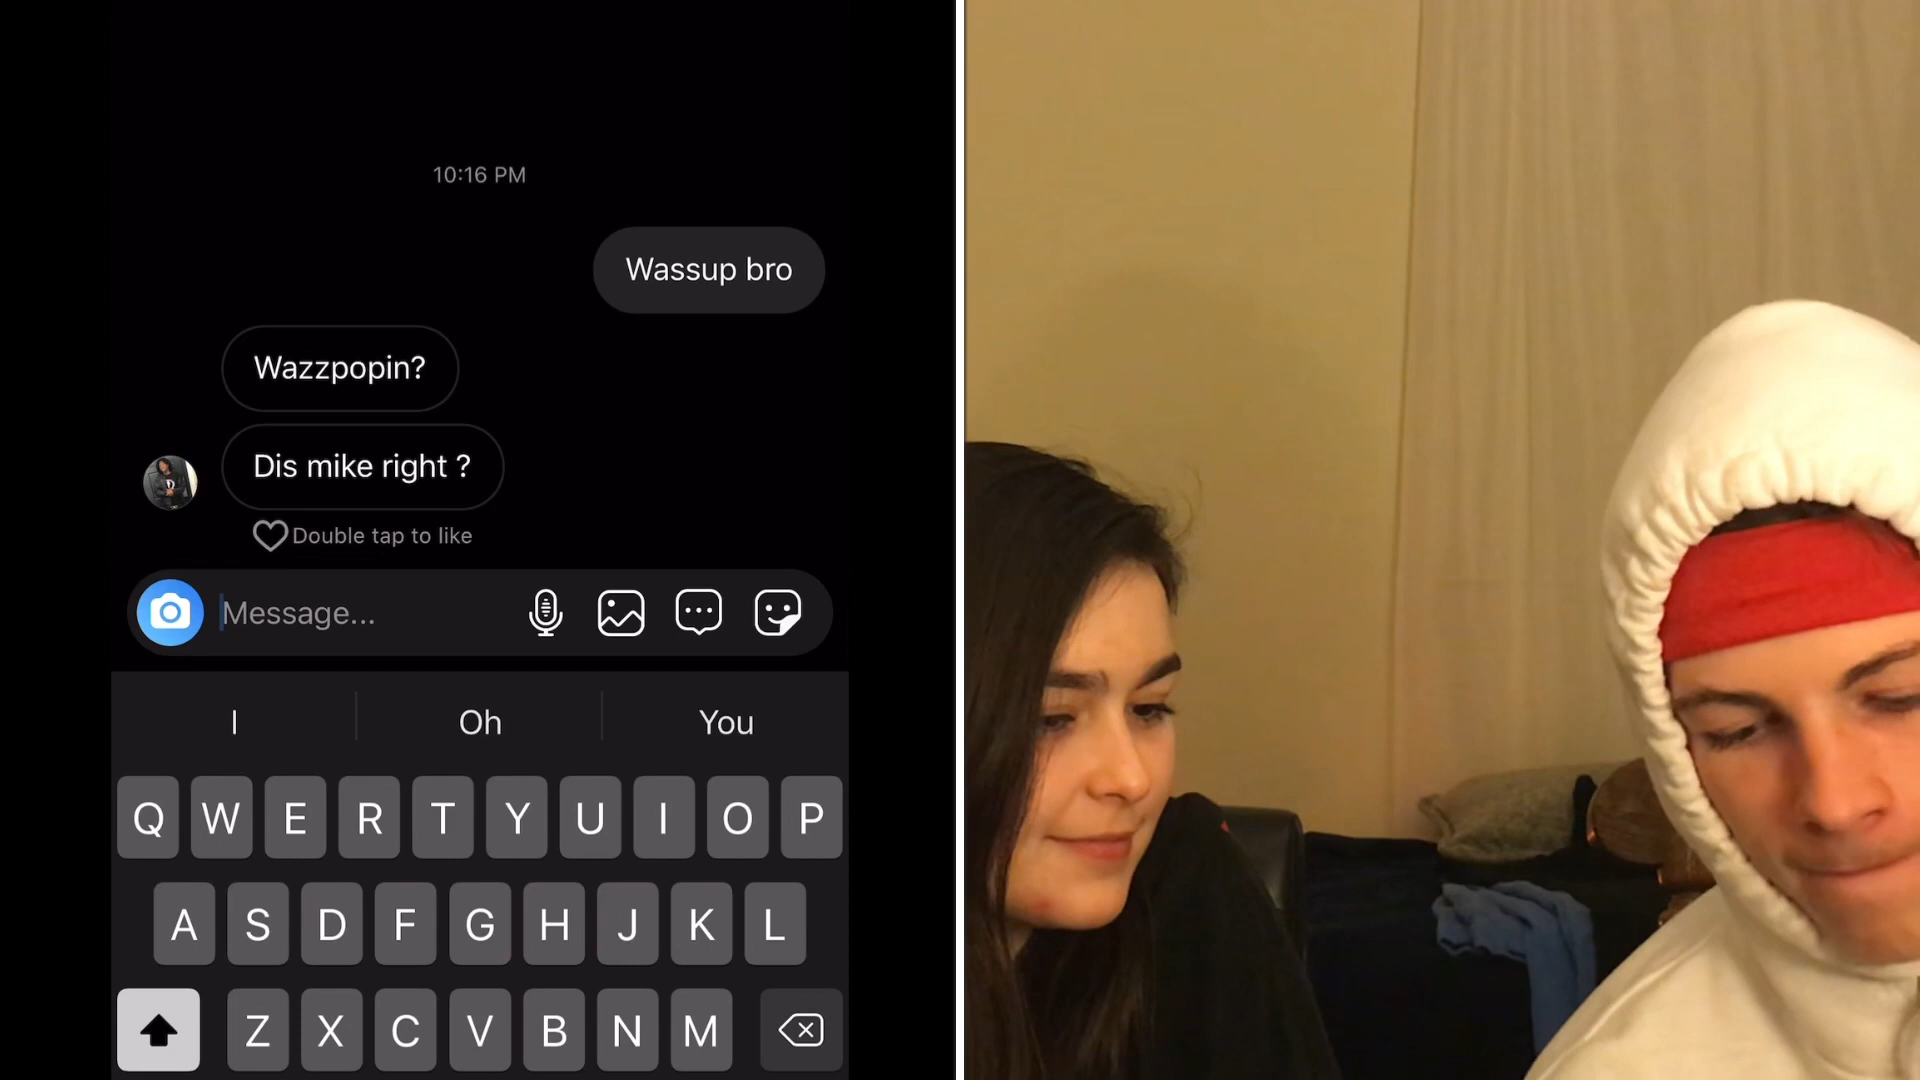 10:16 PM
Wassup bro
Wazzpopin?
Dis mike right ?
Double tap to like
Message...
I Oh You
Q W E R T Y U I O P
A S D F G H J K L
Z X C V B N M